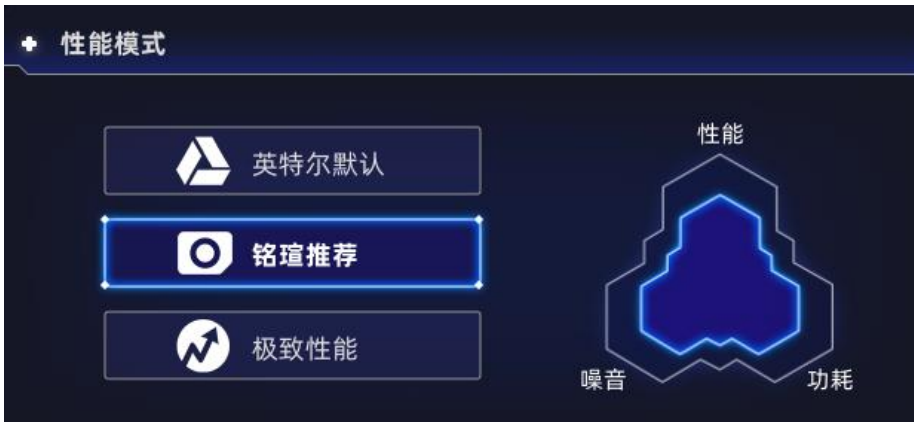 性能模式
英特尔默认
铭瑄推荐
极致性能
性能
噪音
功耗